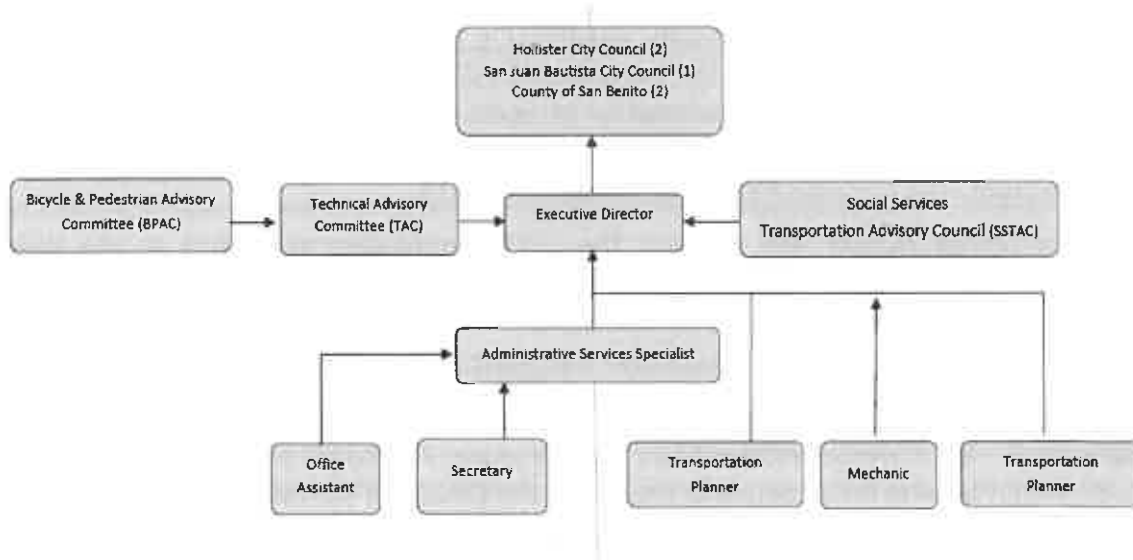 Hollister City Council (2)
San Juan Bautista City Council (1)
County of San Benito (2)
Bicycle & Pedestrian Advisory
Committee (BPAC)
Technical Advisory
Committee (TAC)
Executive Director
Social Services
Transportation Advisory Council (SSTAC)
Administrative Services Specialist
Office
Assistant
Secretary
Transportation
Planner
Mechanic
Transportation
Planner